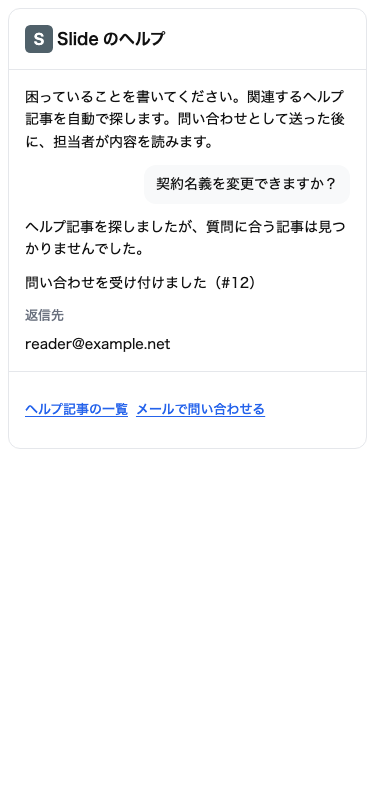 S Slide のヘルプ
困っていることを書いてください。関連するヘルプ
記事を自動で探します。問い合わせとして送った後
に、担当者が内容を読みます。
契約名義を変更できますか？
ヘルプ記事を探しましたが、質問に合う記事は見つ
かりませんでした。
問い合わせを受け付けました（#12）
返信先
reader@example.net
ヘルプ記事の一覧 メールで問い合わせる